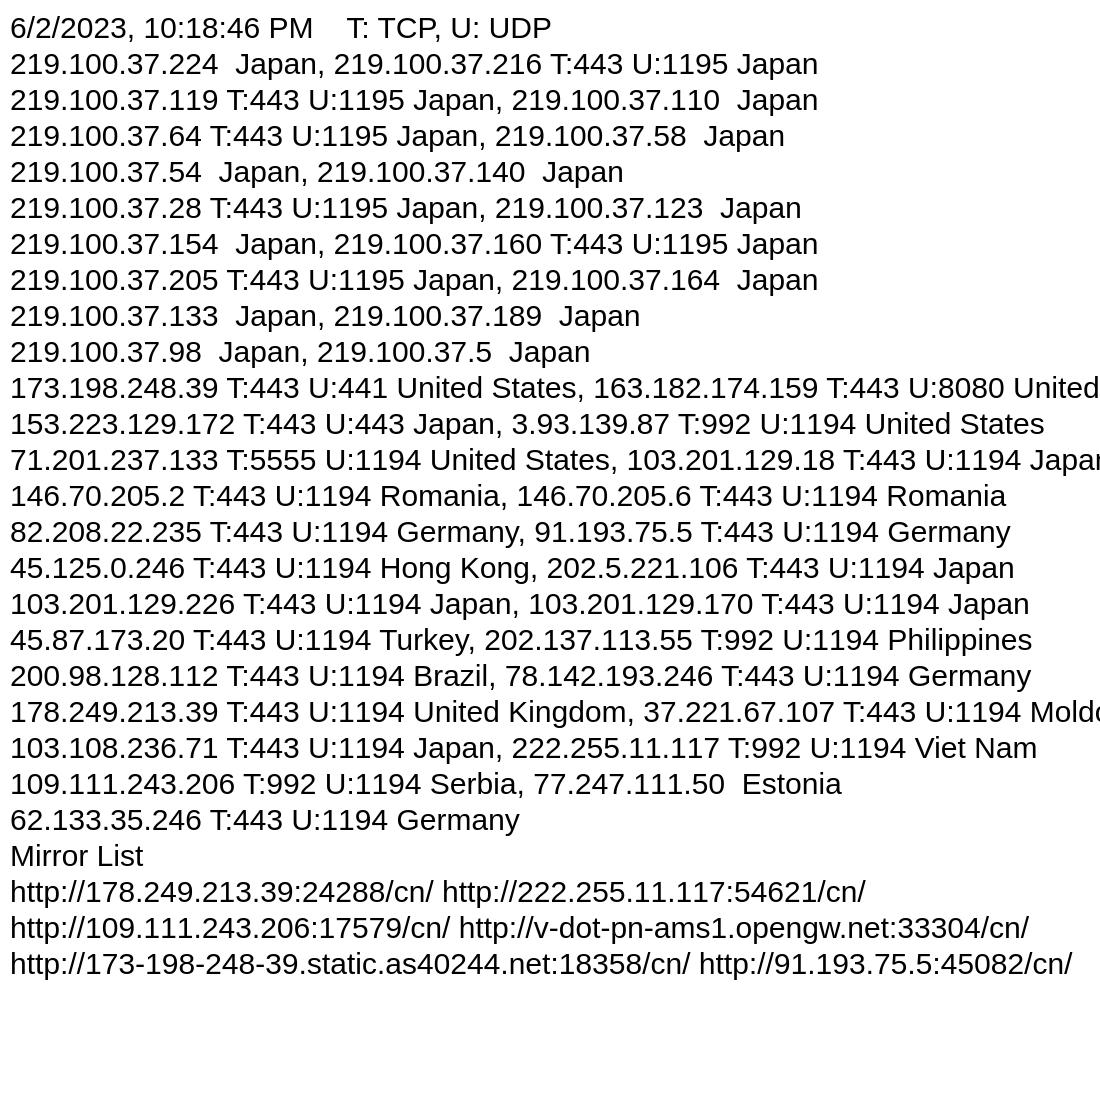 6/2/2023, 10:18:46 PM    T: TCP, U: UDP
219.100.37.224  Japan, 219.100.37.216 T:443 U:1195 Japan
219.100.37.119 T:443 U:1195 Japan, 219.100.37.110  Japan
219.100.37.64 T:443 U:1195 Japan, 219.100.37.58  Japan
219.100.37.54  Japan, 219.100.37.140  Japan
219.100.37.28 T:443 U:1195 Japan, 219.100.37.123  Japan
219.100.37.154  Japan, 219.100.37.160 T:443 U:1195 Japan
219.100.37.205 T:443 U:1195 Japan, 219.100.37.164  Japan
219.100.37.133  Japan, 219.100.37.189  Japan
219.100.37.98  Japan, 219.100.37.5  Japan
173.198.248.39 T:443 U:441 United States, 163.182.174.159 T:443 U:8080 United
153.223.129.172 T:443 U:443 Japan, 3.93.139.87 T:992 U:1194 United States
71.201.237.133 T:5555 U:1194 United States, 103.201.129.18 T:443 U:1194 Japan
146.70.205.2 T:443 U:1194 Romania, 146.70.205.6 T:443 U:1194 Romania
82.208.22.235 T:443 U:1194 Germany, 91.193.75.5 T:443 U:1194 Germany
45.125.0.246 T:443 U:1194 Hong Kong, 202.5.221.106 T:443 U:1194 Japan
103.201.129.226 T:443 U:1194 Japan, 103.201.129.170 T:443 U:1194 Japan
45.87.173.20 T:443 U:1194 Turkey, 202.137.113.55 T:992 U:1194 Philippines
200.98.128.112 T:443 U:1194 Brazil, 78.142.193.246 T:443 U:1194 Germany
178.249.213.39 T:443 U:1194 United Kingdom, 37.221.67.107 T:443 U:1194 Moldo
103.108.236.71 T:443 U:1194 Japan, 222.255.11.117 T:992 U:1194 Viet Nam
109.111.243.206 T:992 U:1194 Serbia, 77.247.111.50  Estonia
62.133.35.246 T:443 U:1194 Germany
Mirror List
http://178.249.213.39:24288/cn/ http://222.255.11.117:54621/cn/
http://109.111.243.206:17579/cn/ http://v-dot-pn-ams1.opengw.net:33304/cn/
http://173-198-248-39.static.as40244.net:18358/cn/ http://91.193.75.5:45082/cn/